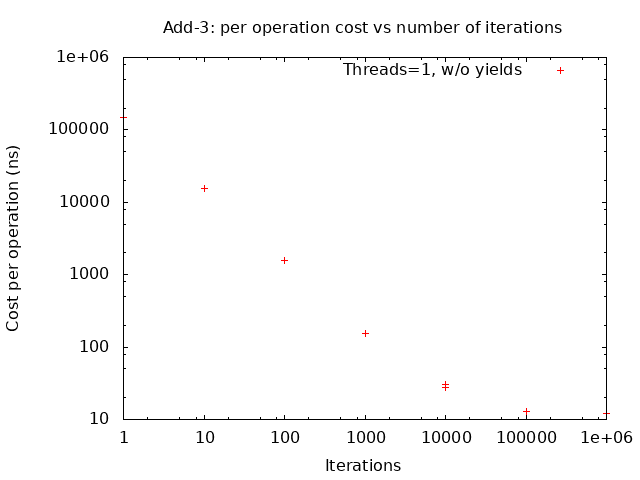 Add-3: per operation cost vs number of iterations
1e+06
Threads=1, w/o yields
100000
10000
1000
100
10
Cost per operation (ns)
1 10 100 1000 10000 100000 1e+06
Iterations